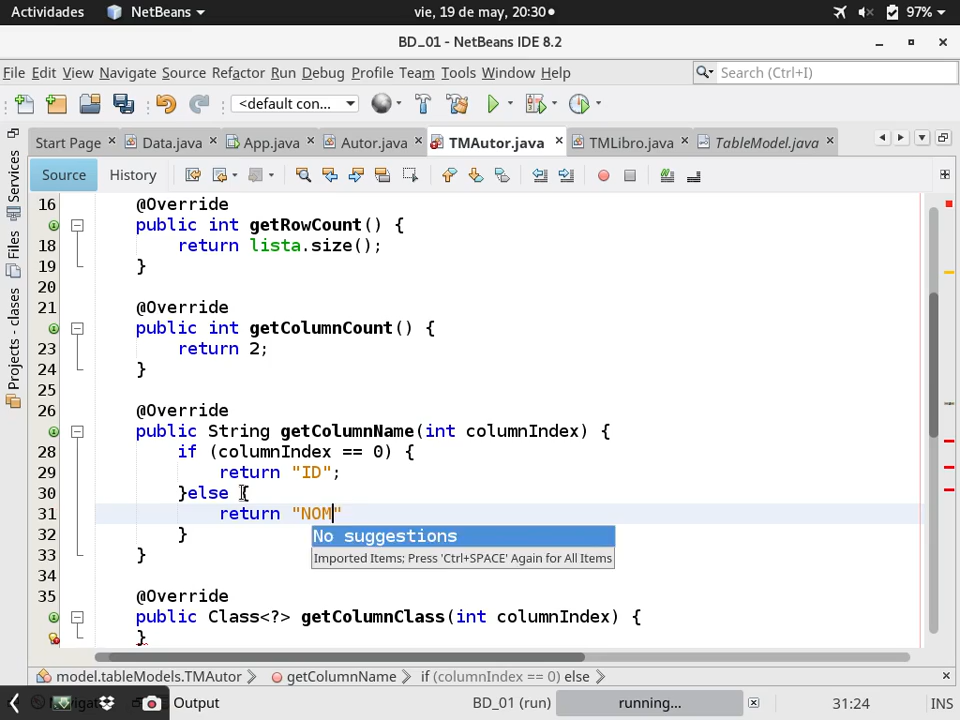 Actividades NetBeans vie, 19 de may, 20:30 97%
BD_01 - NetBeans IDE 8.2
File Edit View Navigate Source Refactor Run Debug Profile Team Tools Window Help Search (Ctrl+I)
<default con...
Start Page Data.java App.java Autor.java TMAutor.java TMLibro.java TableModel.java
Source History
Services
Files
Projects - clases
16 @Override
public int getRowCount() {
18 return lista.size();
19 }
20
21 @Override
public int getColumnCount() {
23 return 2;
24 }
25
26 @Override
public String getColumnName(int columnIndex) {
28 if (columnIndex == 0) {
29 return "ID";
30 }else {
31 return "NOM"
32 }
33 }
34
35 @Override
public Class<?> getColumnClass(int columnIndex) {
}
No suggestions
Imported Items; Press 'Ctrl+SPACE' Again for All Items
model.tableModels.TMAutor getColumnName if (columnIndex == 0) else
Output BD_01 (run) running... 31:24 INS